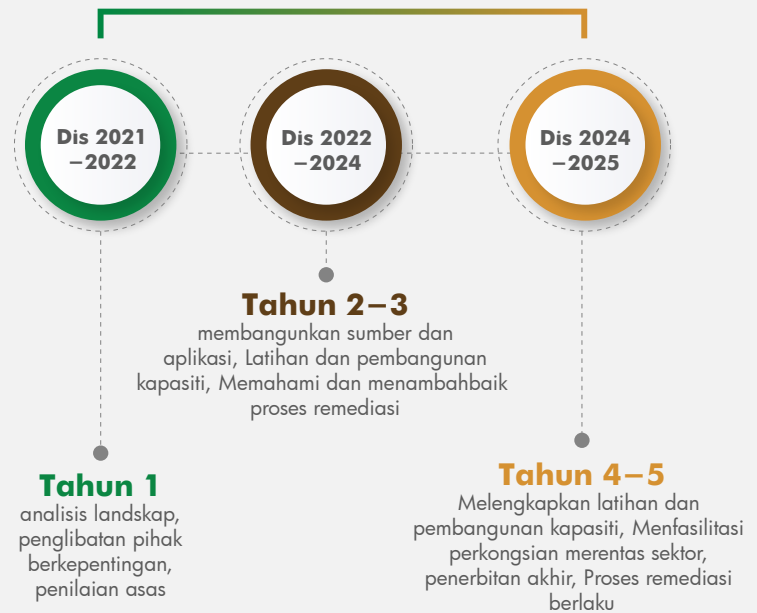 Dis 2021
–2022
Dis 2022
–2024
Dis 2024
–2025
Tahun 2–3
membangunkan sumber dan
aplikasi, Latihan dan pembangunan
kapasiti, Memahami dan menambahbaik
proses remediasi
Tahun 1
analisis landskap,
penglibatan pihak
berkepentingan,
penilaian asas
Tahun 4–5
Melengkapkan latihan dan
pembangunan kapasiti, Menfasilitasi
perkongsian merentas sektor,
penerbitan akhir, Proses remediasi
berlaku